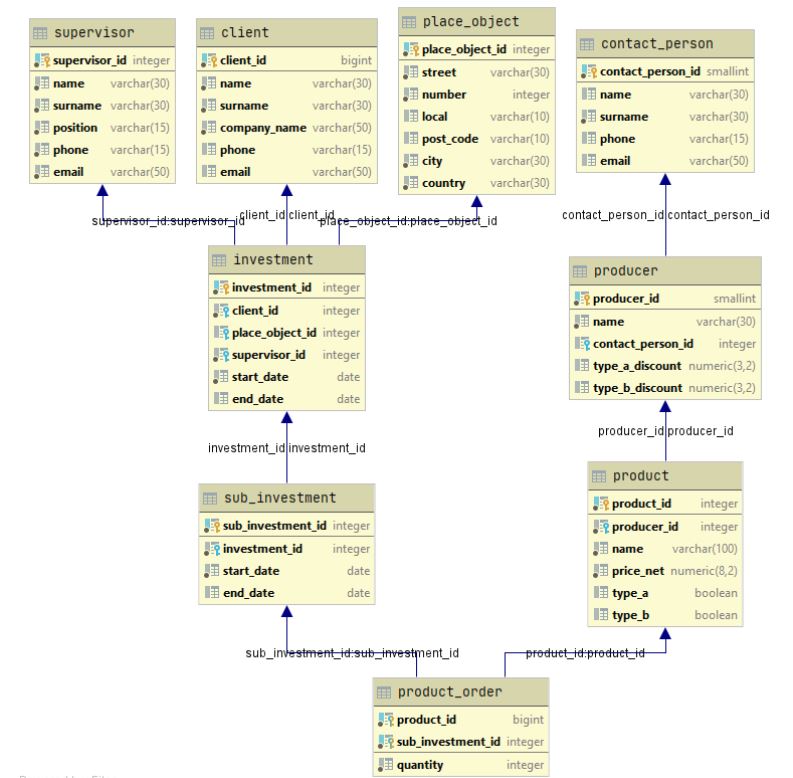 supervisor
supervisor_id integer
name varchar(30)
surname varchar(30)
position varchar(15)
phone varchar(15)
email varchar(50)
client
client_id bigint
name varchar(30)
surname varchar(30)
company_name varchar(50)
phone varchar(15)
email varchar(50)
place_object
place_object_id integer
street varchar(30)
number integer
local varchar(10)
post_code varchar(10)
city varchar(30)
country varchar(30)
contact_person
contact_person_id smallint
name varchar(30)
surname varchar(30)
phone varchar(15)
email varchar(50)
supervisor_id:supervisor_id
client_id:client_id
place_object_id:place_object_id
contact_person_id:contact_person_id
investment
investment_id integer
client_id integer
place_object_id integer
supervisor_id integer
start_date date
end_date date
producer
producer_id smallint
name varchar(30)
contact_person_id integer
type_a_discount numeric(3,2)
type_b_discount numeric(3,2)
investment_id:investment_id
producer_id:producer_id
sub_investment
sub_investment_id integer
investment_id integer
start_date date
end_date date
product
product_id integer
producer_id integer
name varchar(100)
price_net numeric(8,2)
type_a boolean
type_b boolean
sub_investment_id:sub_investment_id
product_id:product_id
product_order
product_id bigint
sub_investment_id integer
quantity integer